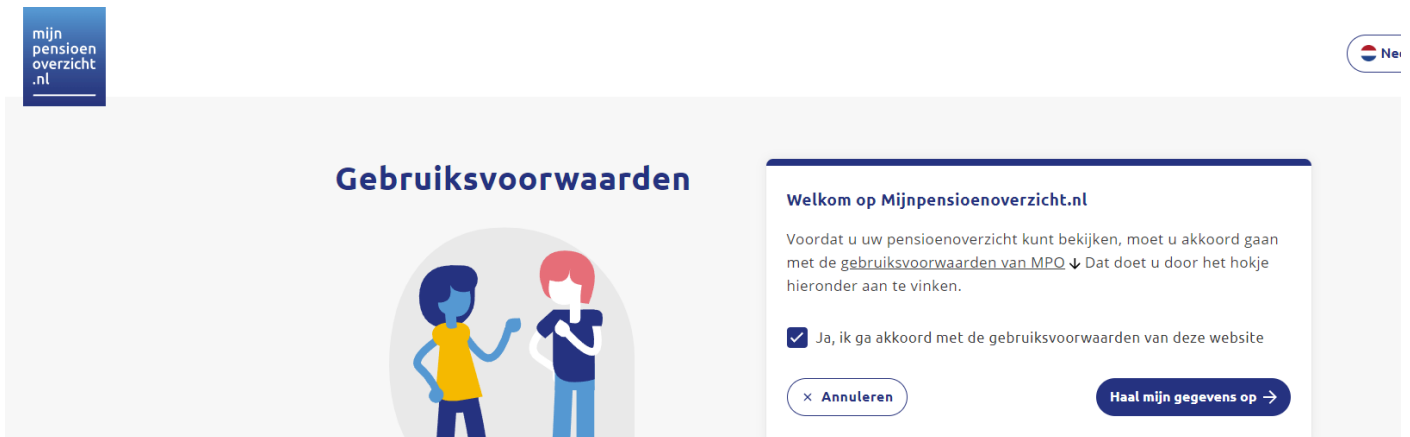 mijn
pensioen
overzicht
.nl
Gebruiksvoorwaarden
Welkom op Mijnpensioenoverzicht.nl
Voordat u uw pensioenoverzicht kunt bekijken, moet u akkoord gaan
met de gebruiksvoorwaarden van MPO ↓ Dat doet u door het hokje
hieronder aan te vinken.
Ja, ik ga akkoord met de gebruiksvoorwaarden van deze website
× Annuleren
Haal mijn gegevens op →